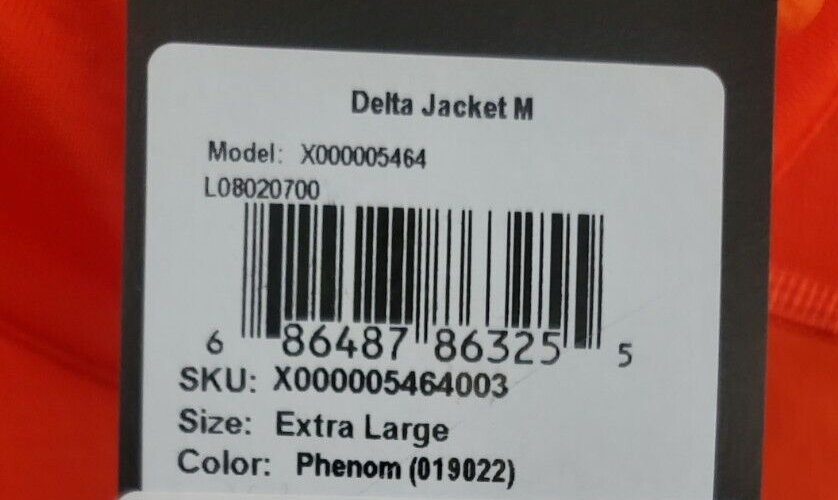 Delta Jacket M
Model: X000005464
L08020700
6 86487 86325 5
SKU: X000005464003
Size: Extra Large
Color: Phenom (019022)